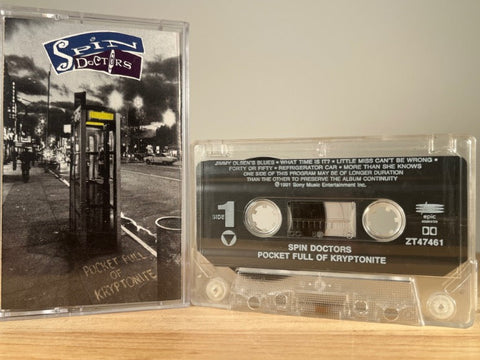 SPIN
DOCTORS
POCKET FULL
OF
KRYPTONITE
JIMMY OLSEN'S BLUES • WHAT TIME IS IT? • LITTLE MISS CAN'T BE WRONG •
FORTY OR FIFTY • REFRIGERATOR CAR • MORE THAN SHE KNOWS
ONE SIDE OF THIS PROGRAM MAY BE OF LONGER DURATION
THAN THE OTHER TO PRESERVE THE ALBUM CONTINUITY
© 1991 Sony Music Entertainment Inc.
SIDE 1
epic
ZT47461
SPIN DOCTORS
POCKET FULL OF KRYPTONITE